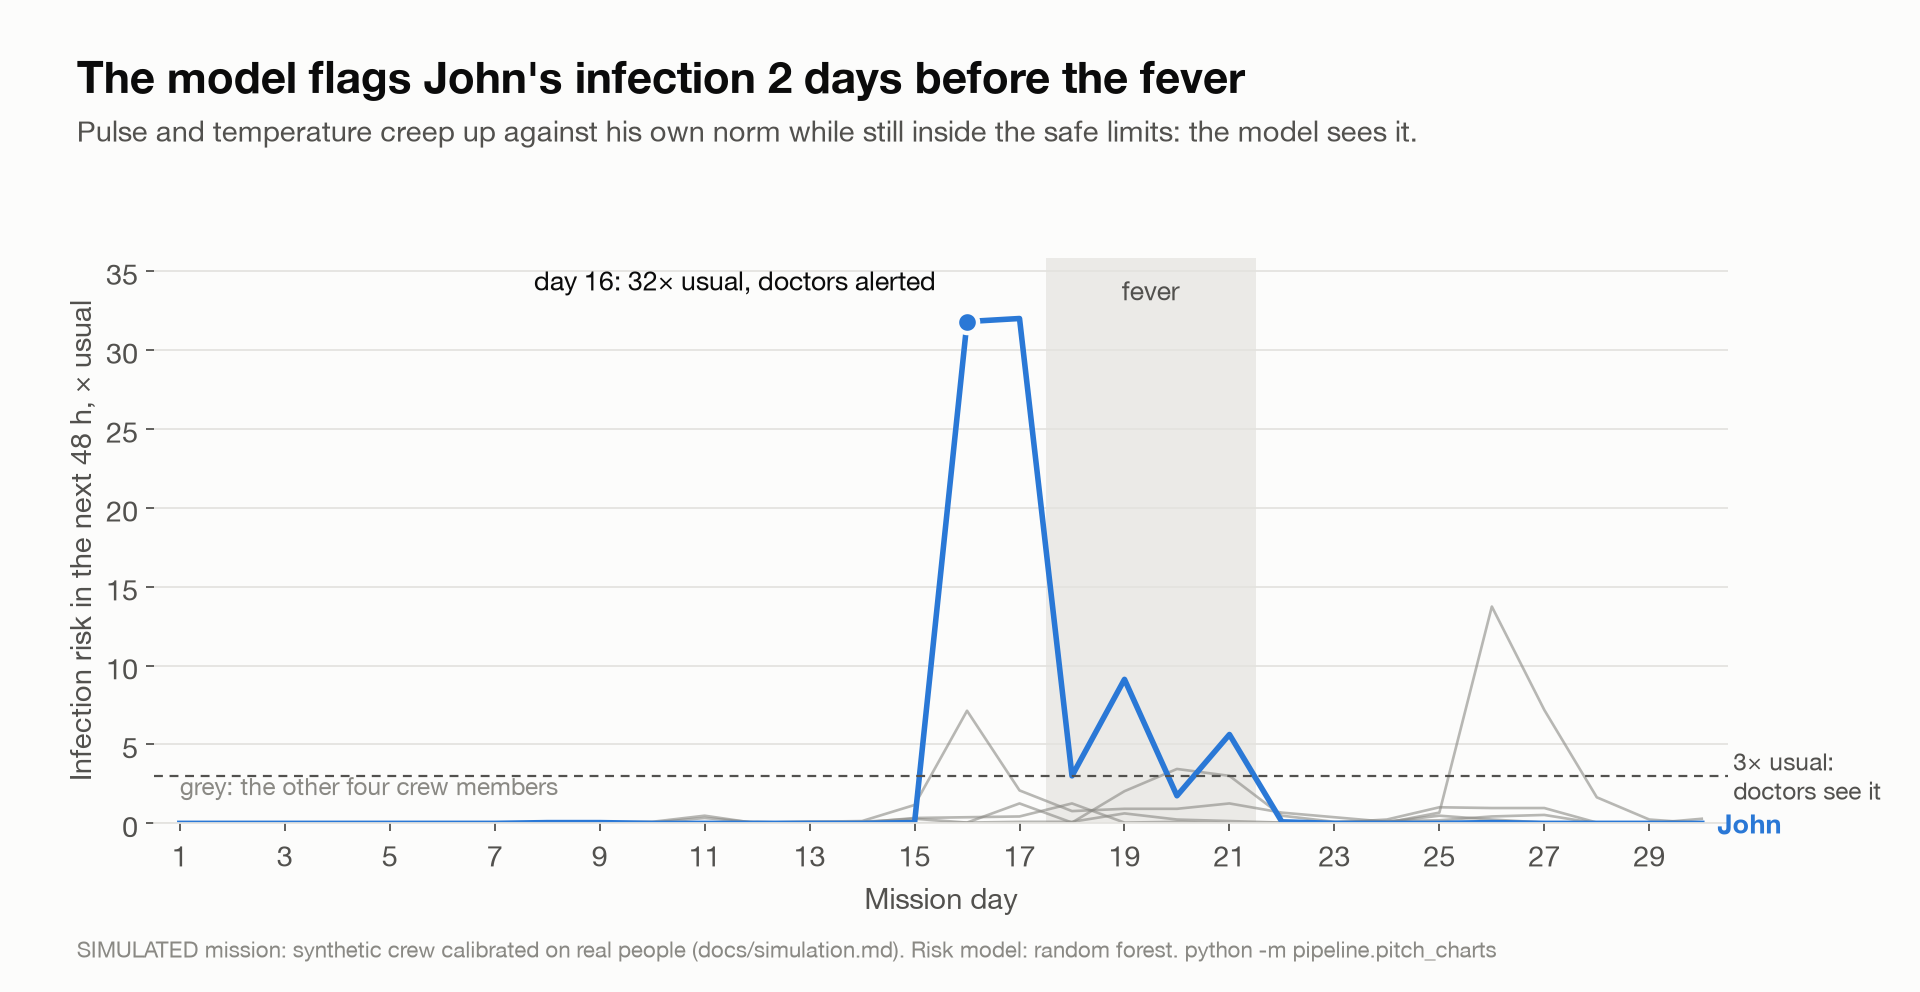 The model flags John's infection 2 days before the fever
Pulse and temperature creep up against his own norm while still inside the safe limits: the model sees it.
Infection risk in the next 48 h, × usual
35
30
25
20
15
10
5
0
day 16: 32× usual, doctors alerted
fever
grey: the other four crew members
3× usual:
doctors see it
John
1 3 5 7 9 11 13 15 17 19 21 23 25 27 29
Mission day
SIMULATED mission: synthetic crew calibrated on real people (docs/simulation.md). Risk model: random forest. python -m pipeline.pitch_charts